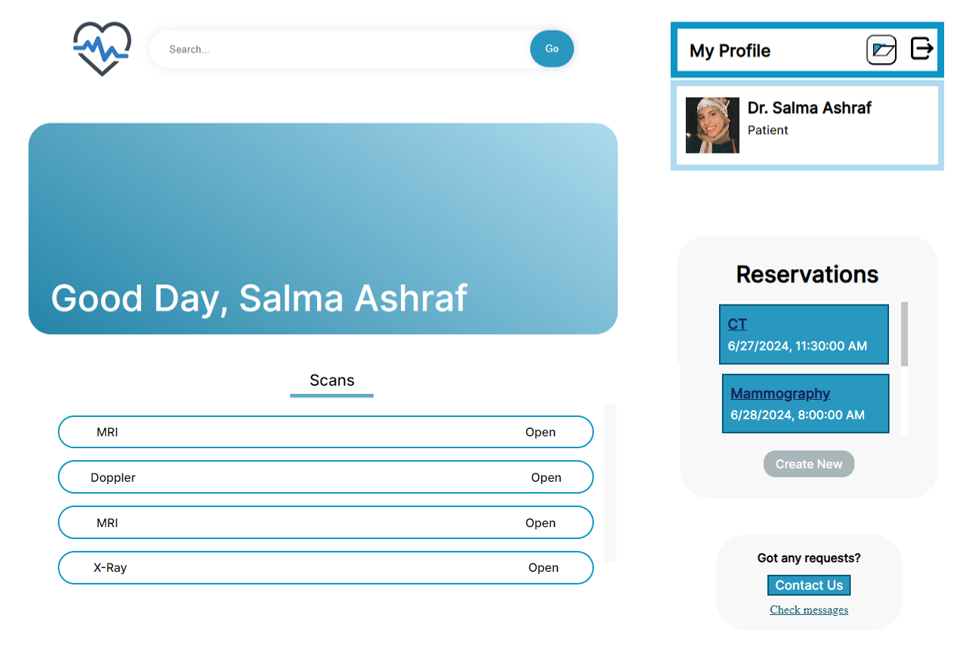 Search...
Go
My Profile
Dr. Salma Ashraf
Patient
Good Day, Salma Ashraf
Scans
MRI Open
Doppler Open
MRI Open
X-Ray Open
Reservations
CT
6/27/2024, 11:30:00 AM
Mammography
6/28/2024, 8:00:00 AM
Create New
Got any requests?
Contact Us
Check messages